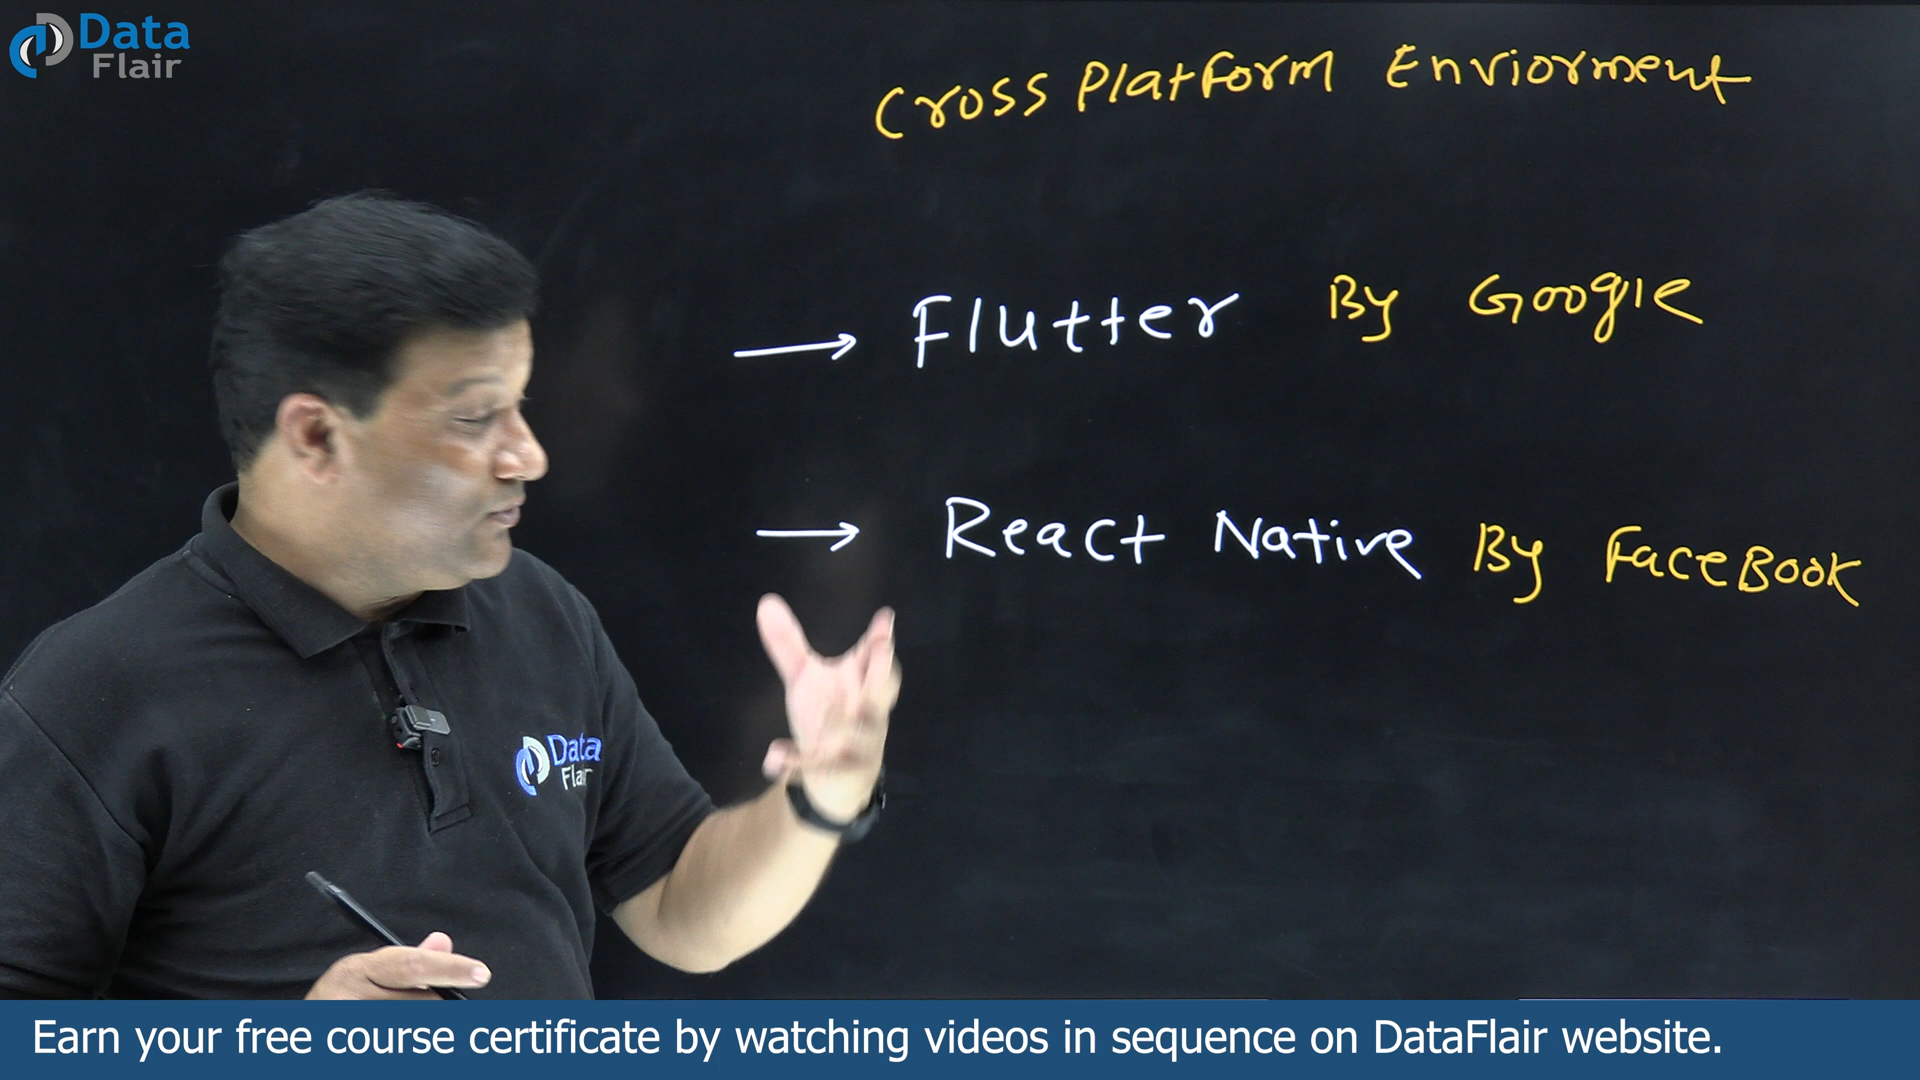 Data
Flair
Cross Platform Enviorment
→ Flutter By Google
→ React Native By FaceBook
Data
Flair
Earn your free course certificate by watching videos in sequence on DataFlair website.